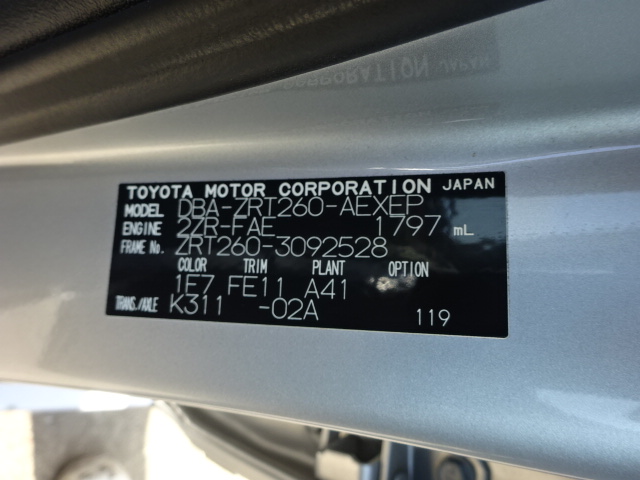 TOYOTA MOTOR CORPORATION JAPAN
MODEL DBA-ZRT260-AEXEP
ENGINE 2ZR-FAE 1797 mL
FRAME No. ZRT260-3092528
COLOR TRIM PLANT OPTION
1E7 FE11 A41
TRANS./AXLE K311 -02A
119